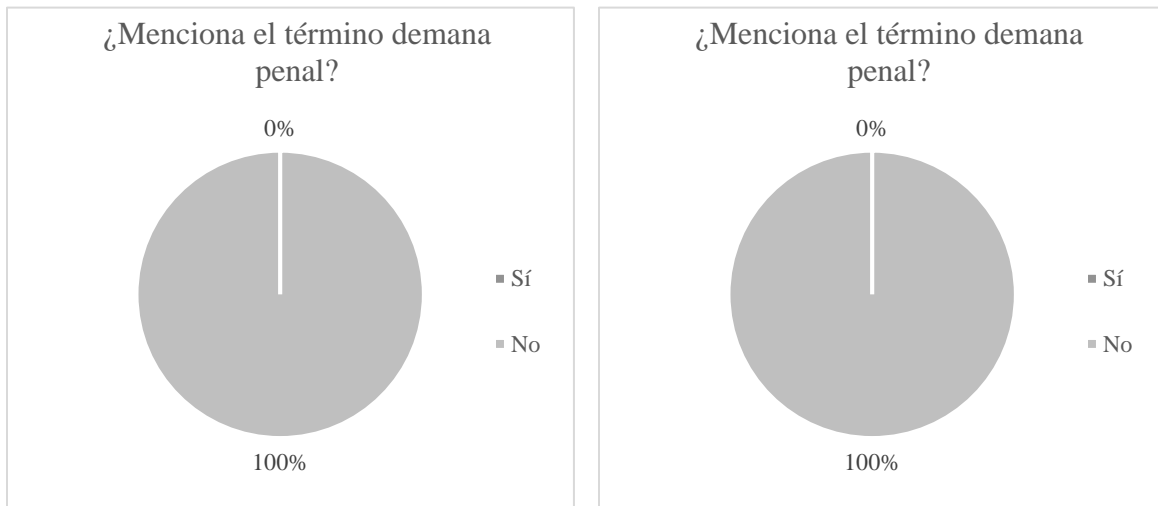 ¿Menciona el término demana
penal?
0%
Sí
No
100%
¿Menciona el término demana
penal?
0%
Sí
No
100%